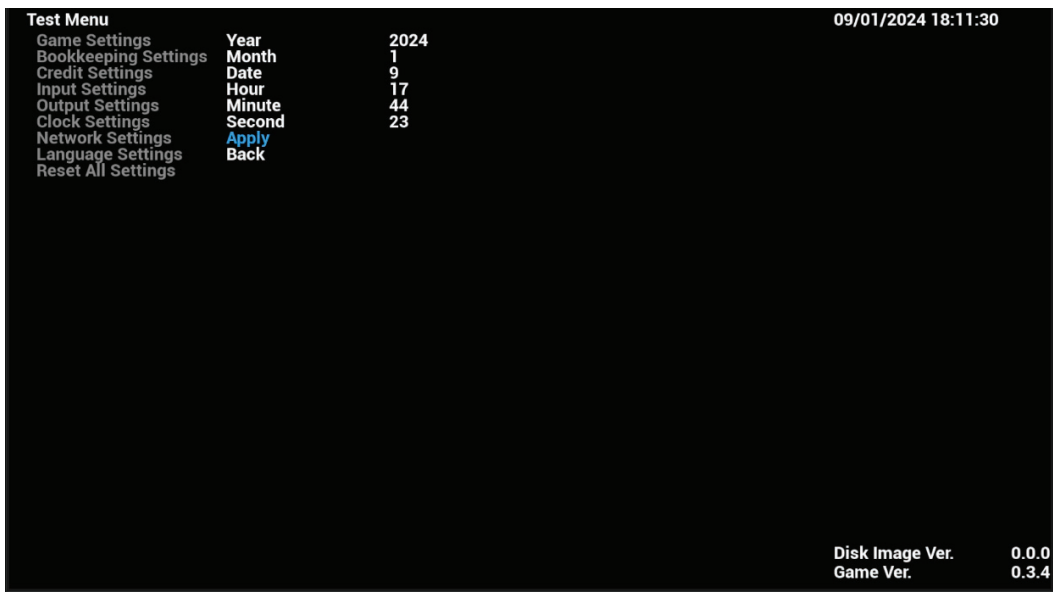 Test Menu 09/01/2024 18:11:30
Game Settings Year 2024
Bookkeeping Settings Month 1
Credit Settings Date 9
Input Settings Hour 17
Output Settings Minute 44
Clock Settings Second 23
Network Settings Apply
Language Settings Back
Reset All Settings
Disk Image Ver. 0.0.0
Game Ver. 0.3.4